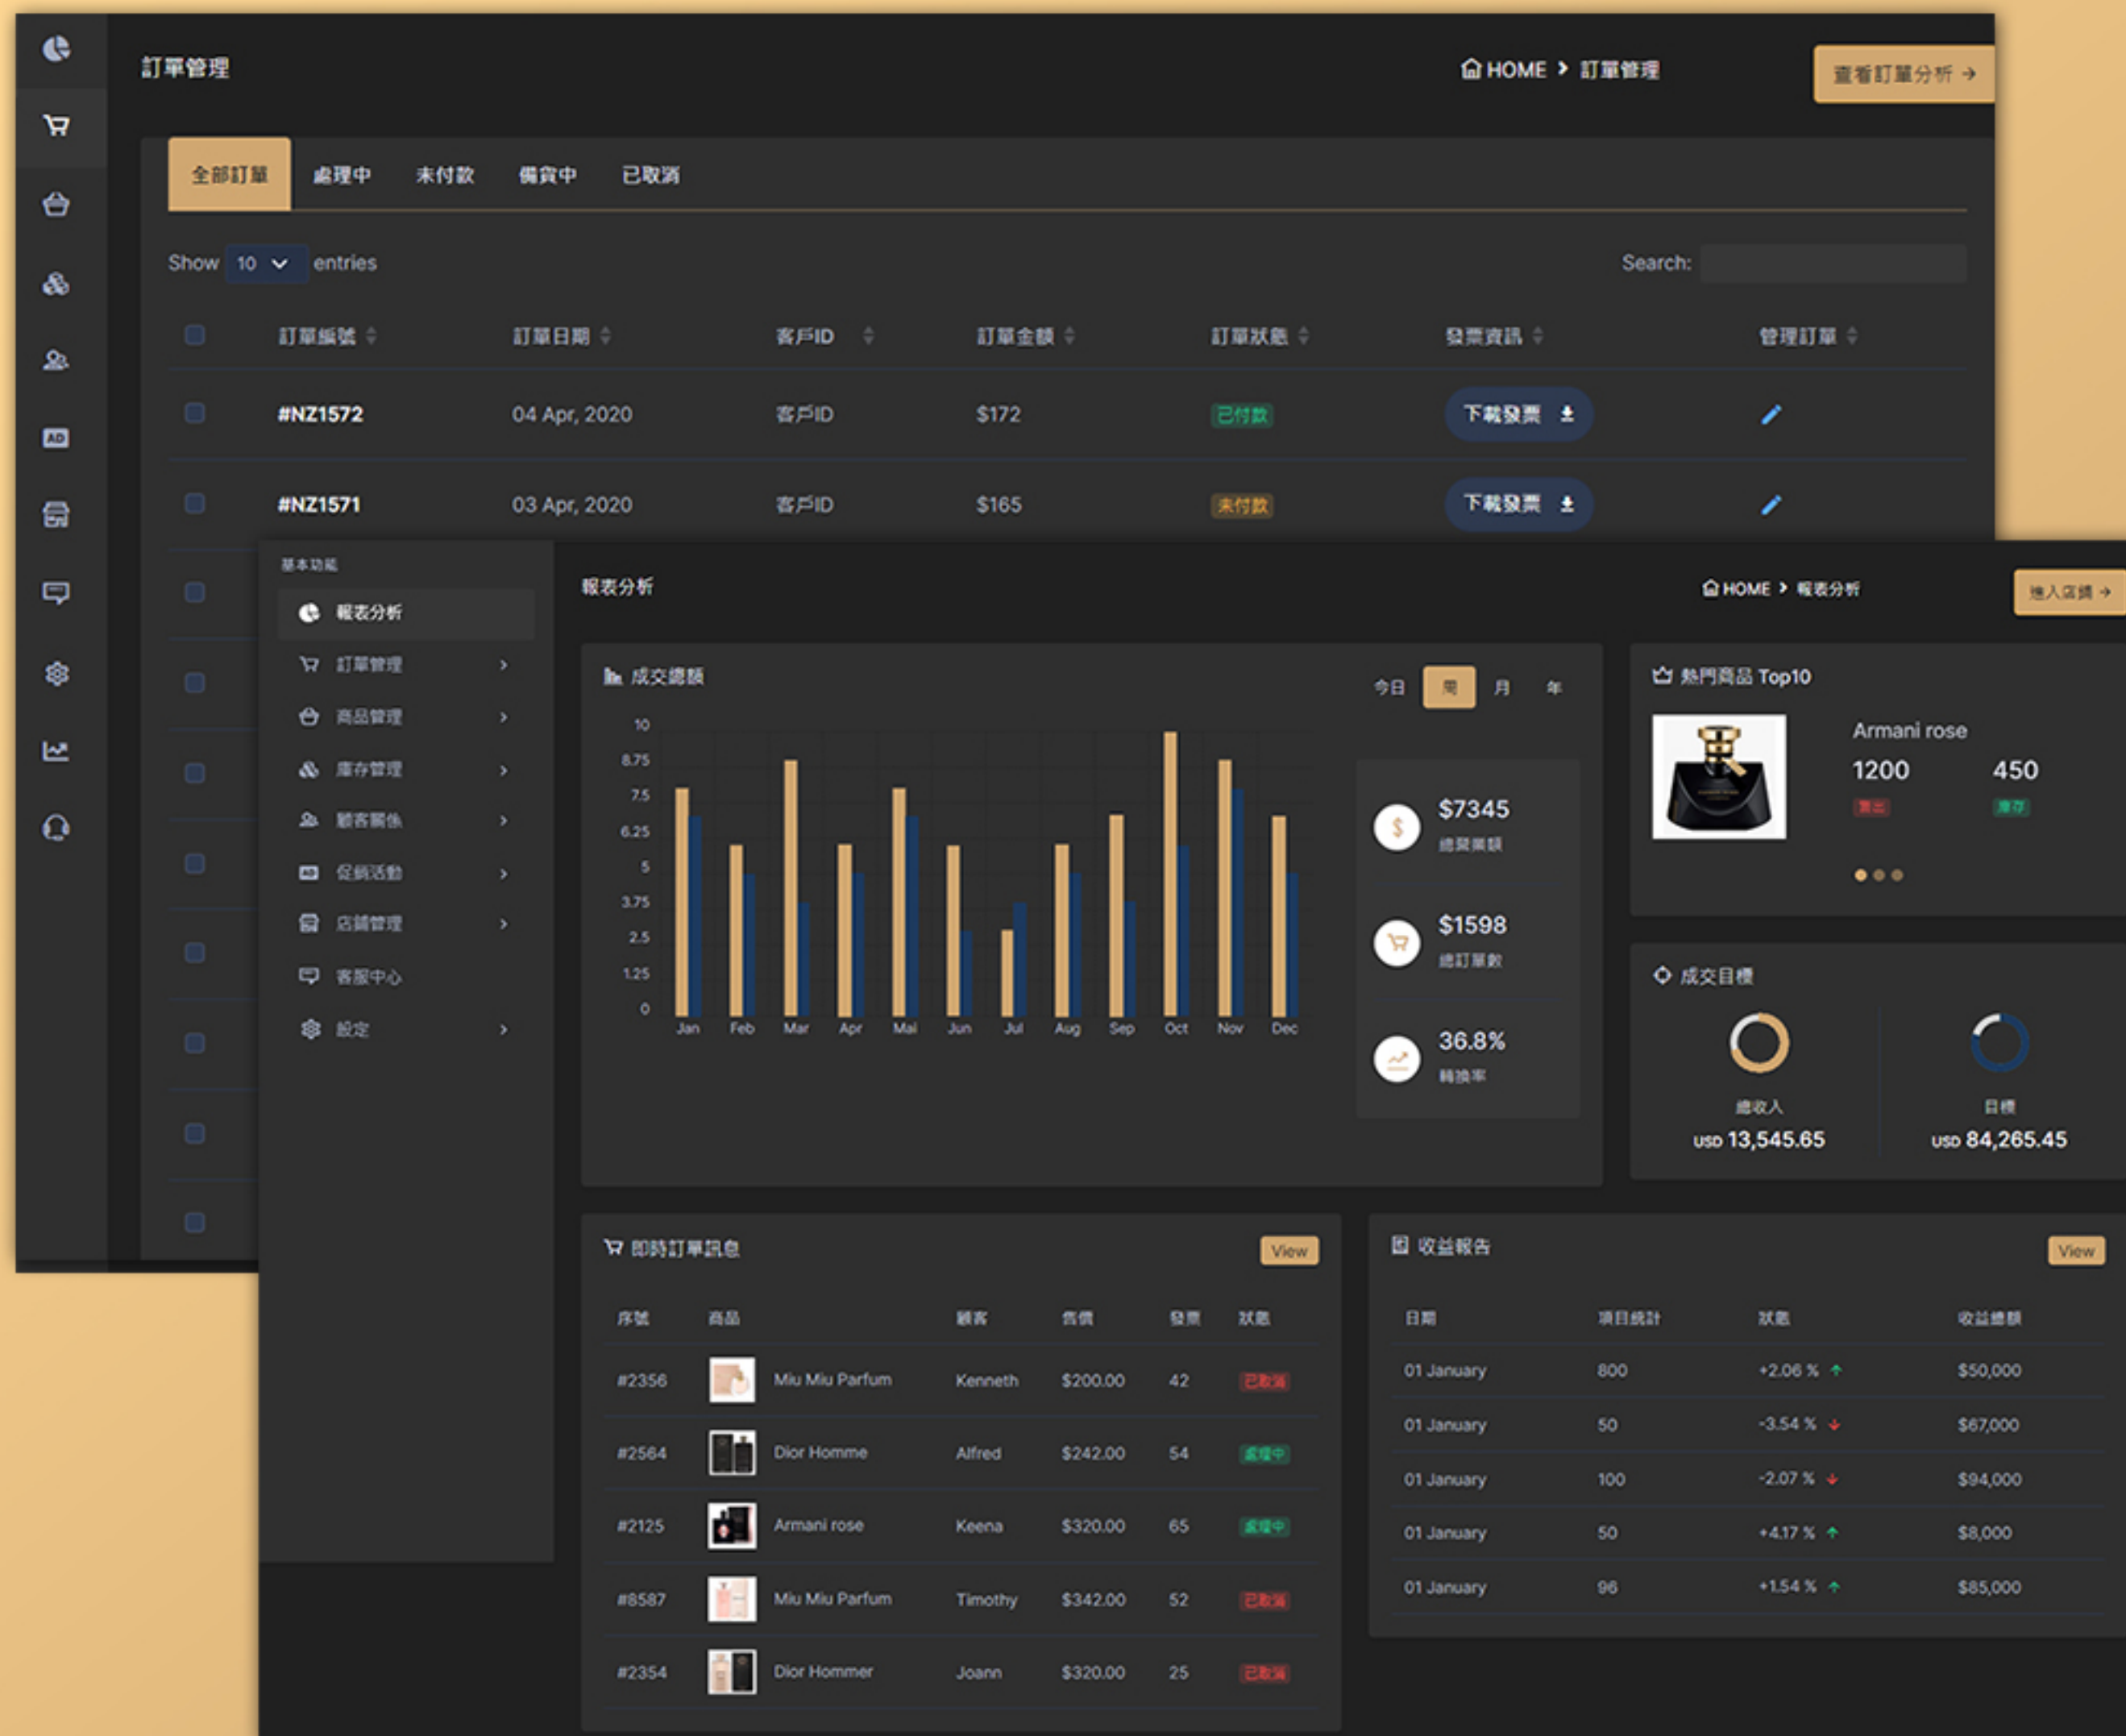 訂單管理
HOME > 訂單管理
查看訂單分析 →
全部訂單 處理中 未付款 備貨中 已取消
Show 10 entries
Search:
訂單編號 訂單日期 客戶ID 訂單金額 訂單狀態 發票資訊 管理訂單
#NZ1572 04 Apr, 2020 客戶ID $172 已付款 下載發票
#NZ1571 03 Apr, 2020 客戶ID $165 未付款 下載發票
AD
基本功能
報表分析
訂單管理
商品管理
庫存管理
顧客關係
AD 促銷活動
店鋪管理
客服中心
設定
報表分析
HOME > 報表分析
進入店鋪 →
成交總額
今日 周 月 年
10
8.75
7.5
6.25
5
3.75
2.5
1.25
0
Jan Feb Mar Apr Mai Jun Jul Aug Sep Oct Nov Dec
$7345
總營業額
$1598
總訂單數
36.8%
轉換率
熱門商品 Top10
Armani rose
1200 450
賣出 庫存
成交目標
總收入 目標
USD 13,545.65 USD 84,265.45
即時訂單訊息
View
序號 商品 顧客 售價 發票 狀態
#2356 Miu Miu Parfum Kenneth $200.00 42 已取消
#2564 Dior Homme Alfred $242.00 54 處理中
#2125 Armani rose Keena $320.00 65 處理中
#8587 Miu Miu Parfum Timothy $342.00 52 已取消
#2354 Dior Hommer Joann $320.00 25 已取消
收益報告
View
日期 項目統計 狀態 收益總額
01 January 800 +2.06 % ↑ $50,000
01 January 50 -3.54 % ↓ $67,000
01 January 100 -2.07 % ↓ $94,000
01 January 50 +4.17 % ↑ $8,000
01 January 96 +1.54 % ↑ $85,000